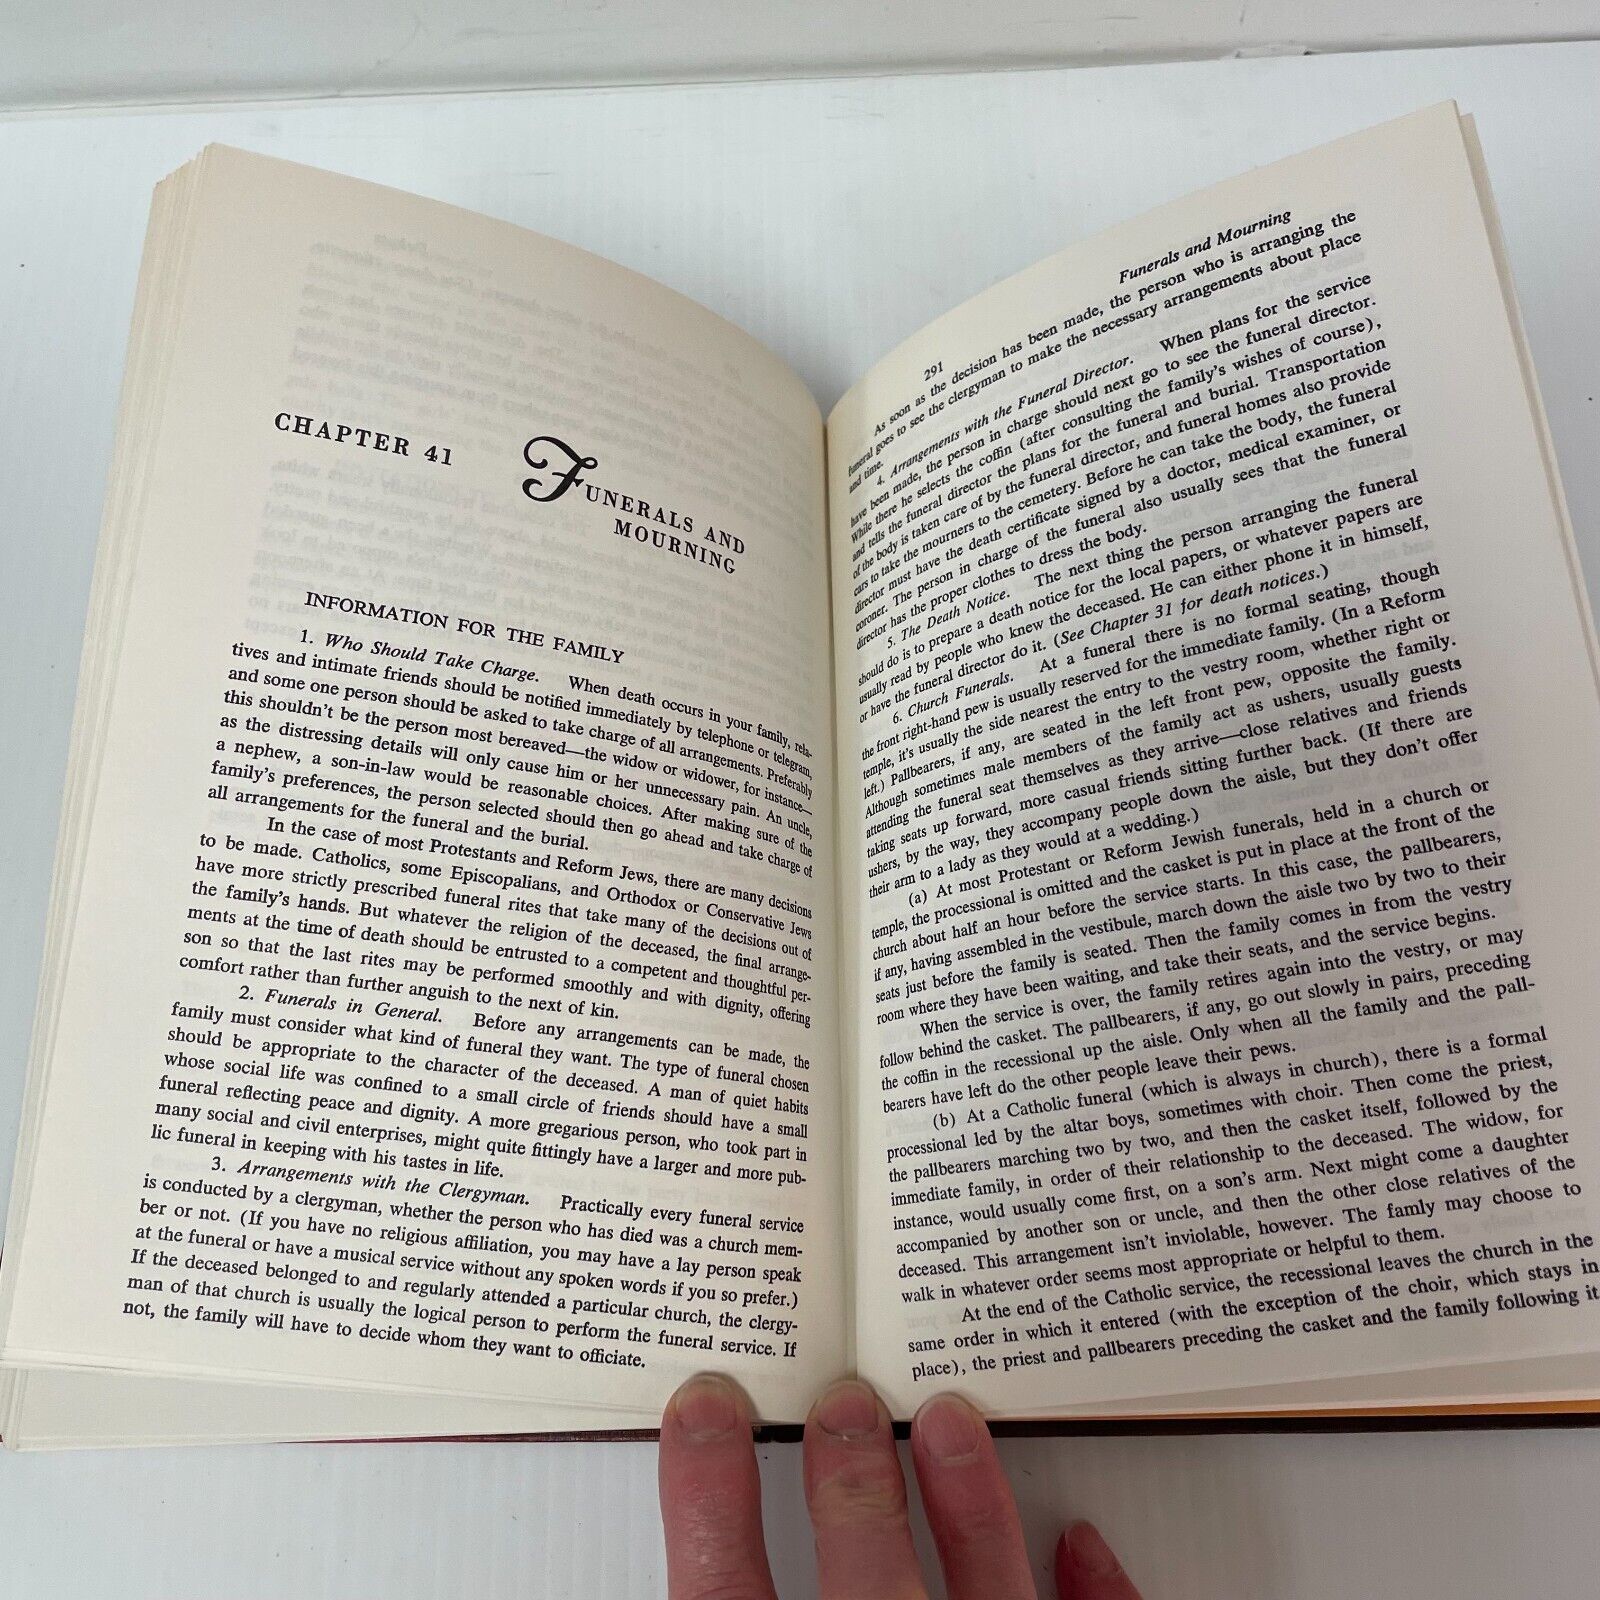 CHAPTER 41
FUNERALS AND
MOURNING
INFORMATION FOR THE FAMILY
1. Who Should Take Charge. When death occurs in your family, rela-
tives and intimate friends should be notified immediately by telephone or telegram,
and some one person should be asked to take charge of all arrangements. Preferably
this shouldn't be the person most bereaved—the widow or widower, for instance—
as the distressing details will only cause him or her unnecessary pain. An uncle,
a nephew, a son-in-law would be reasonable choices. After making sure of the
family's preferences, the person selected should then go ahead and take charge of
all arrangements for the funeral and the burial.
In the case of most Protestants and Reform Jews, there are many decisions
to be made. Catholics, some Episcopalians, and Orthodox or Conservative Jews
have more strictly prescribed funeral rites that take many of the decisions out of
the family's hands. But whatever the religion of the deceased, the final arrange-
ments at the time of death should be entrusted to a competent and thoughtful per-
son so that the last rites may be performed smoothly and with dignity, offering
comfort rather than further anguish to the next of kin.
2. Funerals in General. Before any arrangements can be made, the
family must consider what kind of funeral they want. The type of funeral chosen
should be appropriate to the character of the deceased. A man of quiet habits
whose social life was confined to a small circle of friends should have a small
funeral reflecting peace and dignity. A more gregarious person, who took part in
many social and civil enterprises, might quite fittingly have a larger and more pub-
lic funeral in keeping with his tastes in life.
3. Arrangements with the Clergyman. Practically every funeral service
is conducted by a clergyman, whether the person who has died was a church mem-
ber or not. (If you have no religious affiliation, you may have a lay person speak
at the funeral or have a musical service without any spoken words if you so prefer.)
If the deceased belonged to and regularly attended a particular church, the clergy-
man of that church is usually the logical person to perform the funeral service. If
not, the family will have to decide whom they want to officiate.
291 Funerals and Mourning
As soon as the decision has been made, the person who is arranging the
funeral goes to see the clergyman to make the necessary arrangements about place
and time.
4. Arrangements with the Funeral Director. When plans for the service
have been made, the person in charge should next go to see the funeral director.
While there he selects the coffin (after consulting the family's wishes of course),
and tells the funeral director the plans for the funeral and burial. Transportation
of the body is taken care of by the funeral director, and funeral homes also provide
cars to take the mourners to the cemetery. Before he can take the body, the funeral
director must have the death certificate signed by a doctor, medical examiner, or
coroner. The person in charge of the funeral also usually sees that the funeral
director has the proper clothes to dress the body.
5. The Death Notice. The next thing the person arranging the funeral
should do is to prepare a death notice for the local papers, or whatever papers are
usually read by people who knew the deceased. He can either phone it in himself,
or have the funeral director do it. (See Chapter 31 for death notices.)
6. Church Funerals. At a funeral there is no formal seating, though
the front right-hand pew is usually reserved for the immediate family. (In a Reform
temple, it's usually the side nearest the entry to the vestry room, whether right or
left.) Pallbearers, if any, are seated in the left front pew, opposite the family.
Although sometimes male members of the family act as ushers, usually guests
attending the funeral seat themselves as they arrive—close relatives and friends
taking seats up forward, more casual friends sitting further back. (If there are
ushers, by the way, they accompany people down the aisle, but they don't offer
their arm to a lady as they would at a wedding.)
(a) At most Protestant or Reform Jewish funerals, held in a church or
temple, the processional is omitted and the casket is put in place at the front of the
church about half an hour before the service starts. In this case, the pallbearers,
if any, having assembled in the vestibule, march down the aisle two by two to their
seats just before the family is seated. Then the family comes in from the vestry
room where they have been waiting, and take their seats, and the service begins.
When the service is over, the family retires again into the vestry, or may
follow behind the casket. The pallbearers, if any, go out slowly in pairs, preceding
the coffin in the recessional up the aisle. Only when all the family and the pall-
bearers have left do the other people leave their pews.
(b) At a Catholic funeral (which is always in church), there is a formal
processional led by the altar boys, sometimes with choir. Then come the priest,
the pallbearers marching two by two, and then the casket itself, followed by the
immediate family, in order of their relationship to the deceased. The widow, for
instance, would usually come first, on a son's arm. Next might come a daughter
accompanied by another son or uncle, and then the other close relatives of the
deceased. This arrangement isn't inviolable, however. The famly may choose to
walk in whatever order seems most appropriate or helpful to them.
At the end of the Catholic service, the recessional leaves the church in the
same order in which it entered (with the exception of the choir, which stays in
place), the priest and pallbearers preceding the casket and the family following it